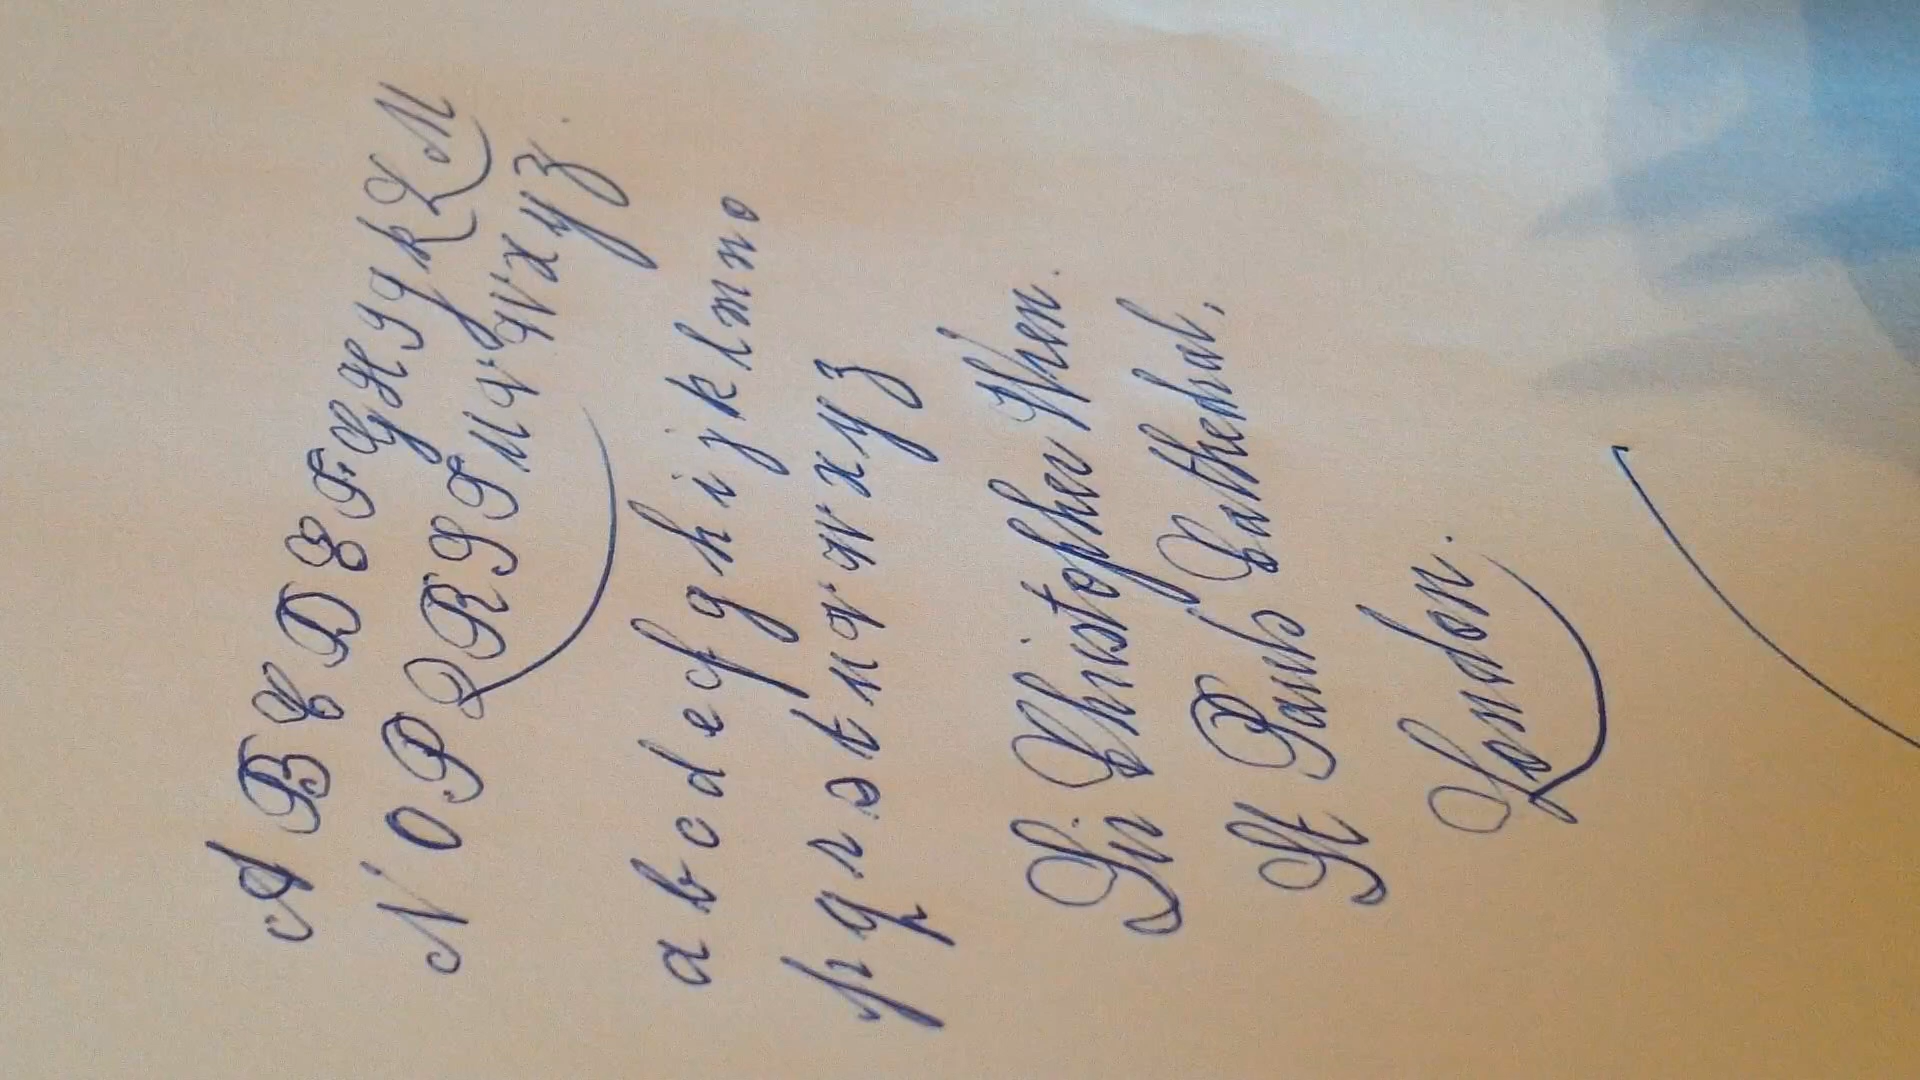 A B C D E F G H I J K L M
N O P Q R S T U V W X Y Z.
a b c d e f g h i j k l m n o
p q r s t u v w x y z
Sir Christopher Wren.
St Pauls Cathedral,
London.